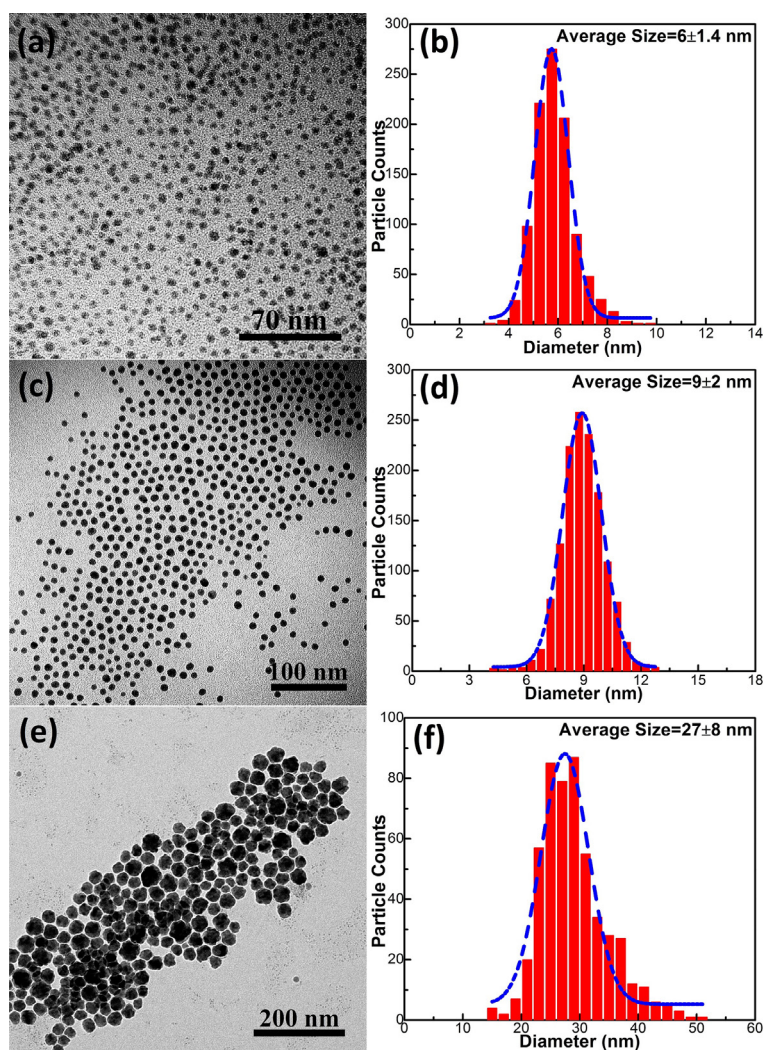 (a)
70 nm
(b)
Average Size=6±1.4 nm
Particle Counts
300
250
200
150
100
50
0
0 2 4 6 8 10 12 14
Diameter (nm)
(c)
100 nm
(d)
Average Size=9±2 nm
Particle Counts
300
250
200
150
100
50
0
0 3 6 9 12 15 18
Diameter (nm)
(e)
200 nm
(f)
Average Size=27±8 nm
Particle Counts
100
80
60
40
20
0
0 10 20 30 40 50 60
Diameter (nm)